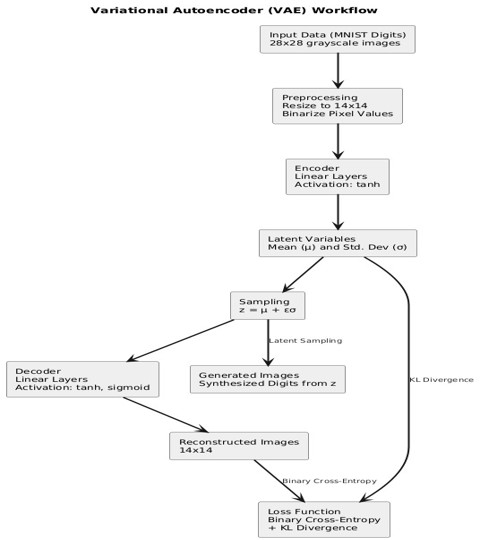 Variational Autoencoder (VAE) Workflow
Input Data (MNIST Digits)
28x28 grayscale images
Preprocessing
Resize to 14x14
Binarize Pixel Values
Encoder
Linear Layers
Activation: tanh
Latent Variables
Mean (μ) and Std. Dev (σ)
Sampling
z = μ + εσ
Latent Sampling
Decoder
Linear Layers
Activation: tanh, sigmoid
Generated Images
Synthesized Digits from z
KL Divergence
Reconstructed Images
14x14
Binary Cross-Entropy
Loss Function
Binary Cross-Entropy
+ KL Divergence